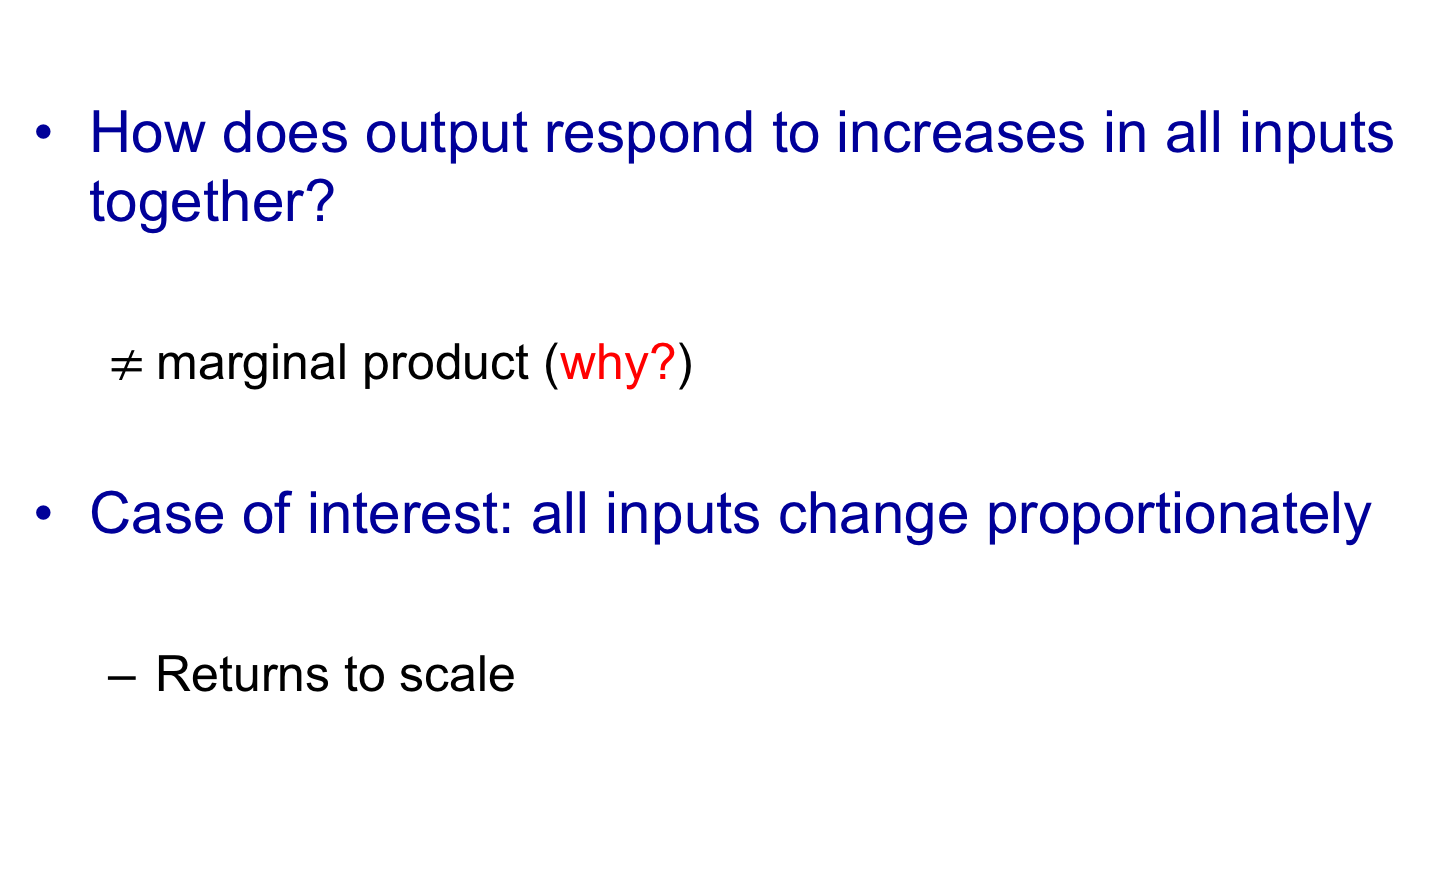 • How does output respond to increases in all inputs
together?
≠ marginal product (why?)
• Case of interest: all inputs change proportionately
– Returns to scale